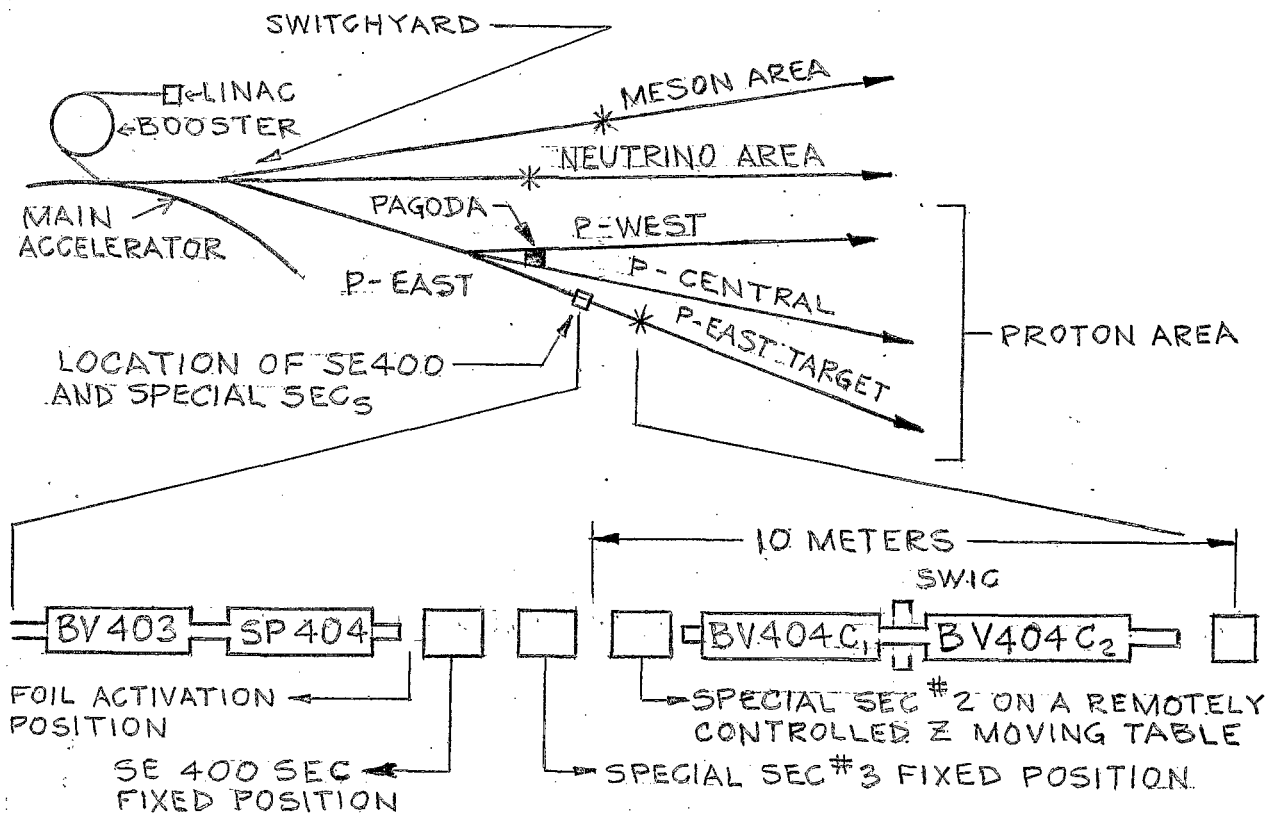 SWITCHYARD
LINAC
BOOSTER
MESON AREA
NEUTRINO AREA
MAIN
ACCELERATOR
PAGODA
P-WEST
P-EAST
P-CENTRAL
P-EAST TARGET
PROTON AREA
LOCATION OF SE400
AND SPECIAL SECS
10 METERS
SWIC
BV403
SP404
BV404C1
BV404C2
FOIL ACTIVATION
POSITION
SPECIAL SEC #2 ON A REMOTELY
CONTROLLED Z MOVING TABLE
SE 400 SEC
FIXED POSITION
SPECIAL SEC #3 FIXED POSITION